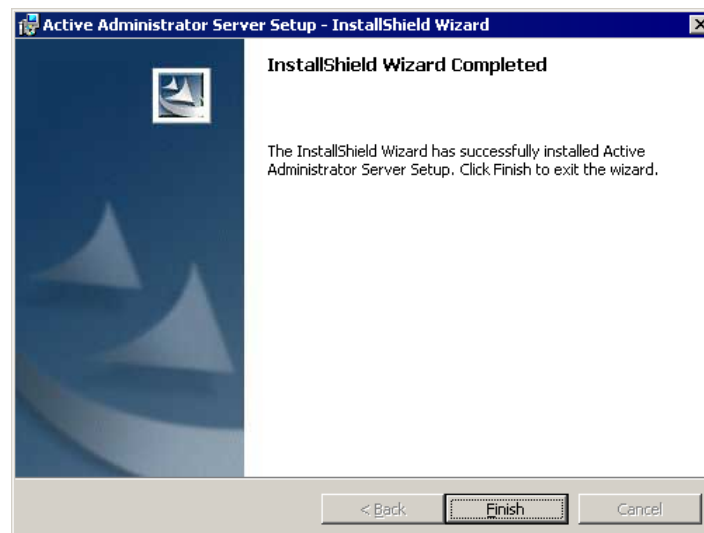 Active Administrator Server Setup - InstallShield Wizard
InstallShield Wizard Completed
The InstallShield Wizard has successfully installed Active
Administrator Server Setup. Click Finish to exit the wizard.
< Back
Finish
Cancel